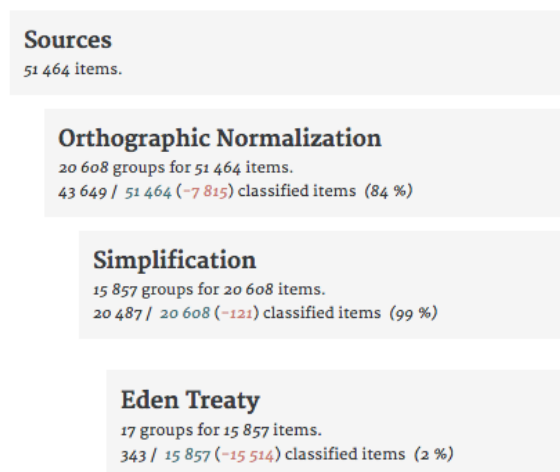 Sources
51 464 items.
Orthographic Normalization
20 608 groups for 51 464 items.
43 649 / 51 464 (-7 815) classified items (84 %)
Simplification
15 857 groups for 20 608 items.
20 487 / 20 608 (-121) classified items (99 %)
Eden Treaty
17 groups for 15 857 items.
343 / 15 857 (-15 514) classified items (2 %)